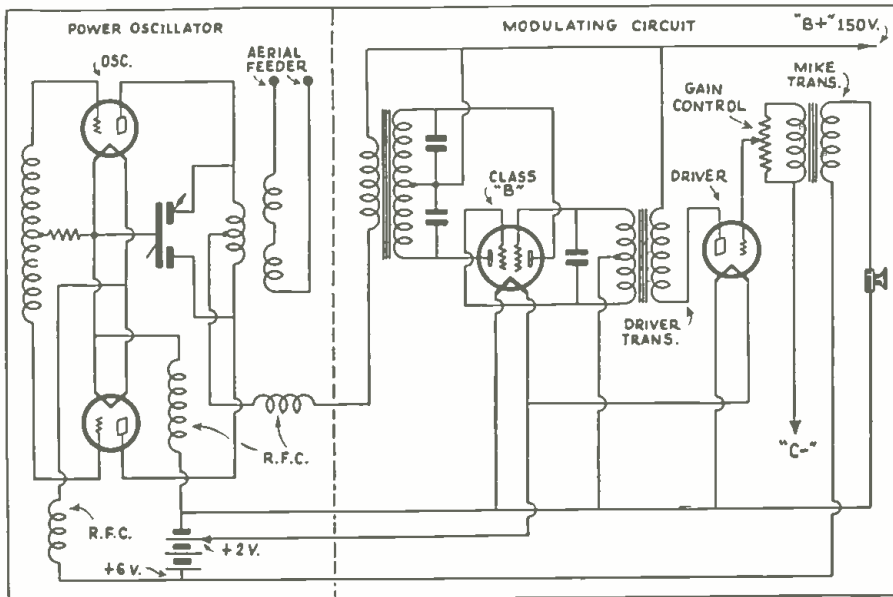 POWER OSCILLATOR
MODULATING CIRCUIT
"B+" 150V.
OSC.
AERIAL
FEEDER
MIKE
TRANS.
GAIN
CONTROL
CLASS
"B"
DRIVER
DRIVER
TRANS.
"C-"
R.F.C.
R.F.C.
+2V.
+6V.